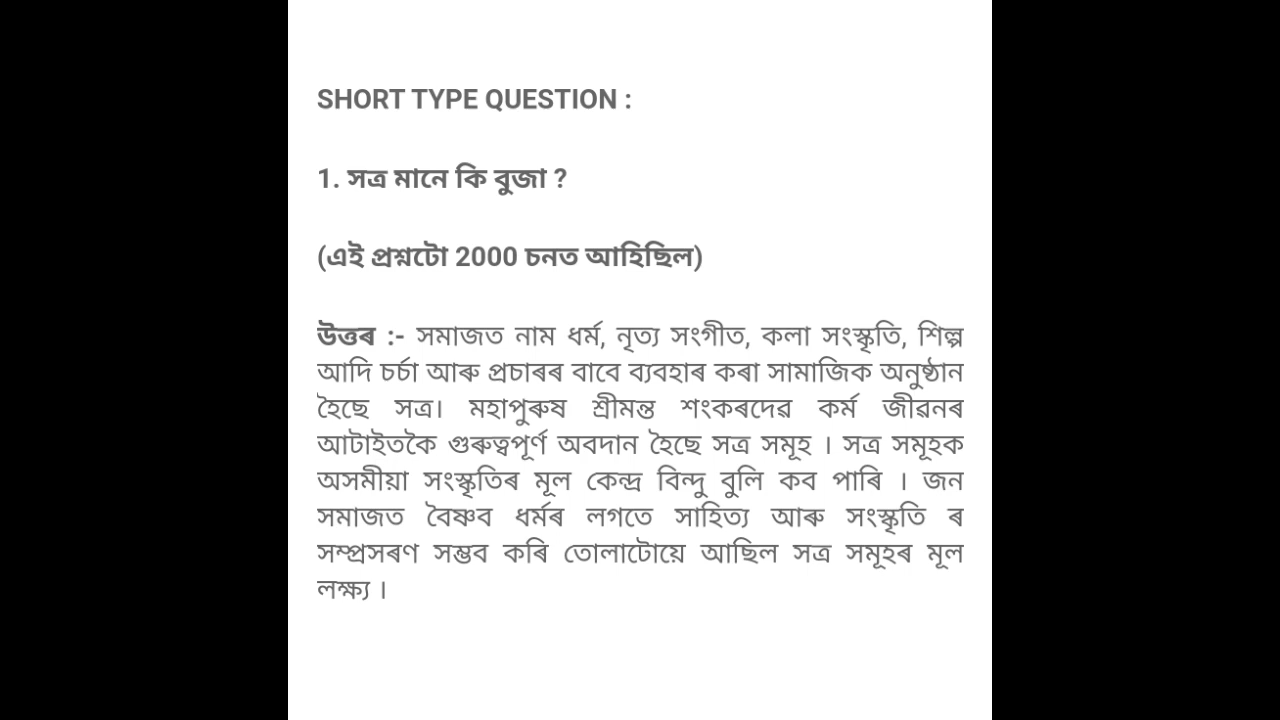 SHORT TYPE QUESTION :
1. সত্ৰ মানে কি বুজা ?
(এই প্ৰশ্নটো 2000 চনত আহিছিল)
উত্তৰ :- সমাজত নাম ধৰ্ম, নৃত্য সংগীত, কলা সংস্কৃতি, শিল্প
আদি চৰ্চা আৰু প্ৰচাৰৰ বাবে ব্যবহাৰ কৰা সামাজিক অনুষ্ঠান
হৈছে সত্ৰ। মহাপুৰুষ শ্ৰীমন্ত শংকৰদেৱ কৰ্ম জীৱনৰ
আটাইতকৈ গুৰুত্বপূৰ্ণ অবদান হৈছে সত্ৰ সমূহ । সত্ৰ সমূহক
অসমীয়া সংস্কৃতিৰ মূল কেন্দ্ৰ বিন্দু বুলি কব পাৰি । জন
সমাজত বৈষ্ণব ধৰ্মৰ লগতে সাহিত্য আৰু সংস্কৃতি ৰ
সম্প্ৰসৰণ সম্ভব কৰি তোলাটোয়ে আছিল সত্ৰ সমূহৰ মূল
লক্ষ্য ।